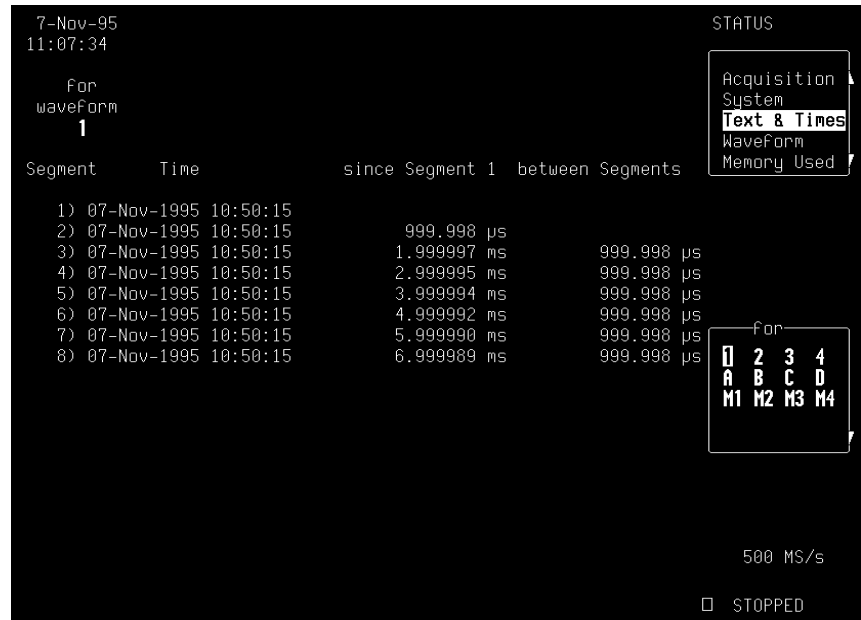 7-Nov-95
11:07:34
for
waveform
1
Segment Time since Segment 1 between Segments
1) 07-Nov-1995 10:50:15
2) 07-Nov-1995 10:50:15 999.998 µs
3) 07-Nov-1995 10:50:15 1.999997 ms 999.998 µs
4) 07-Nov-1995 10:50:15 2.999995 ms 999.998 µs
5) 07-Nov-1995 10:50:15 3.999994 ms 999.998 µs
6) 07-Nov-1995 10:50:15 4.999992 ms 999.998 µs
7) 07-Nov-1995 10:50:15 5.999990 ms 999.998 µs
8) 07-Nov-1995 10:50:15 6.999989 ms 999.998 µs
STATUS
Acquisition
System
Text & Times
Waveform
Memory Used
for
1 2 3 4
A B C D
M1 M2 M3 M4
500 MS/s
STOPPED